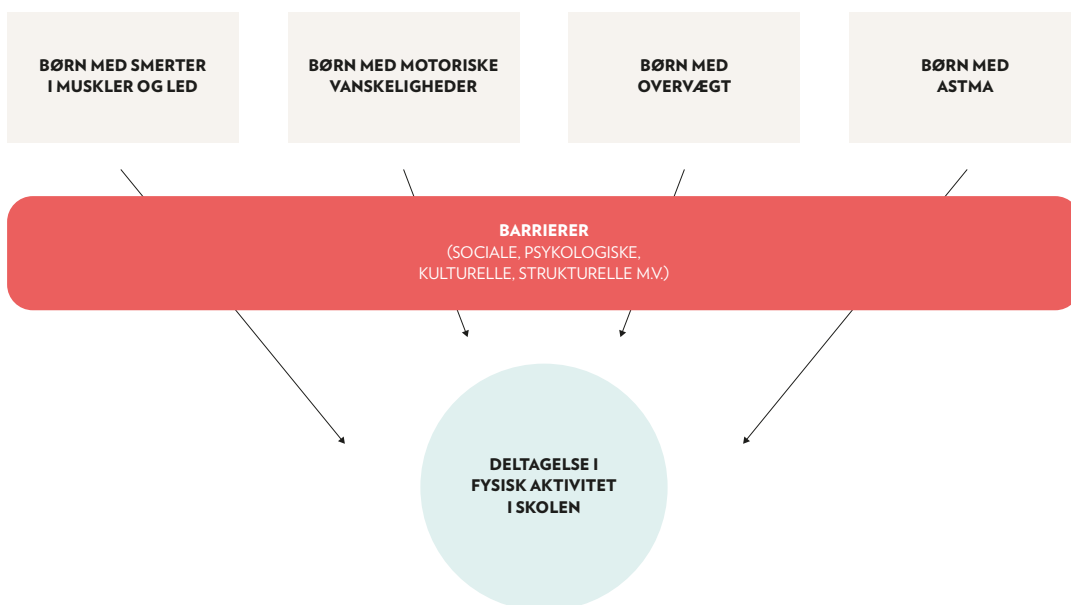 BØRN MED SMERTER
I MUSKLER OG LED
BØRN MED MOTORISKE
VANSKELIGHEDER
BØRN MED
OVERVÆGT
BØRN MED
ASTMA
BARRIERER
(SOCIALE, PSYKOLOGISKE,
KULTURELLE, STRUKTURELLE M.V.)
DELTAGELSE I
FYSISK AKTIVITET
I SKOLEN